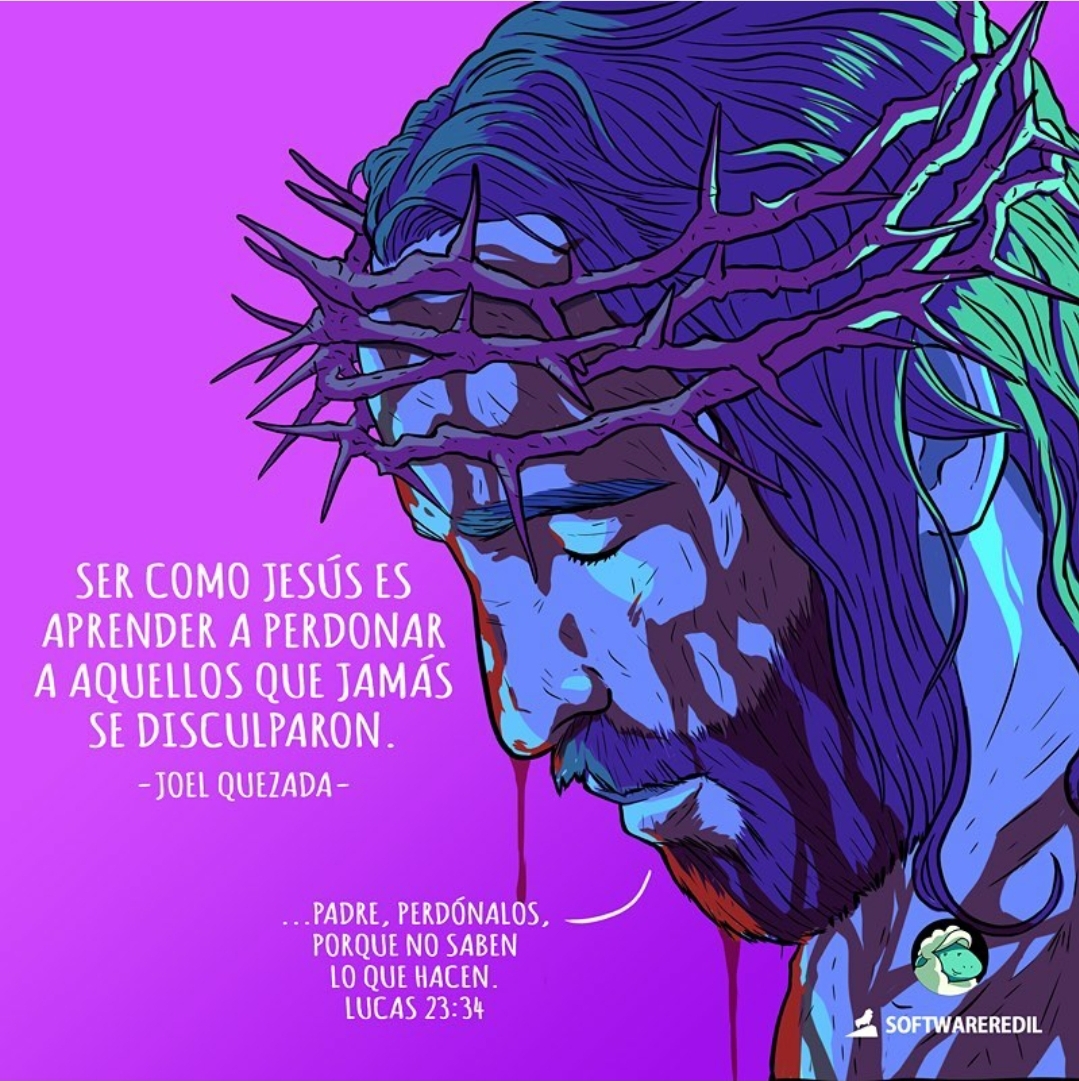 SER COMO JESÚS ES
APRENDER A PERDONAR
A AQUELLOS QUE JAMÁS
SE DISCULPARON.
-JOEL QUEZADA-
...PADRE, PERDÓNALOS,
PORQUE NO SABEN
LO QUE HACEN.
LUCAS 23:34
SOFTWAREREDIL